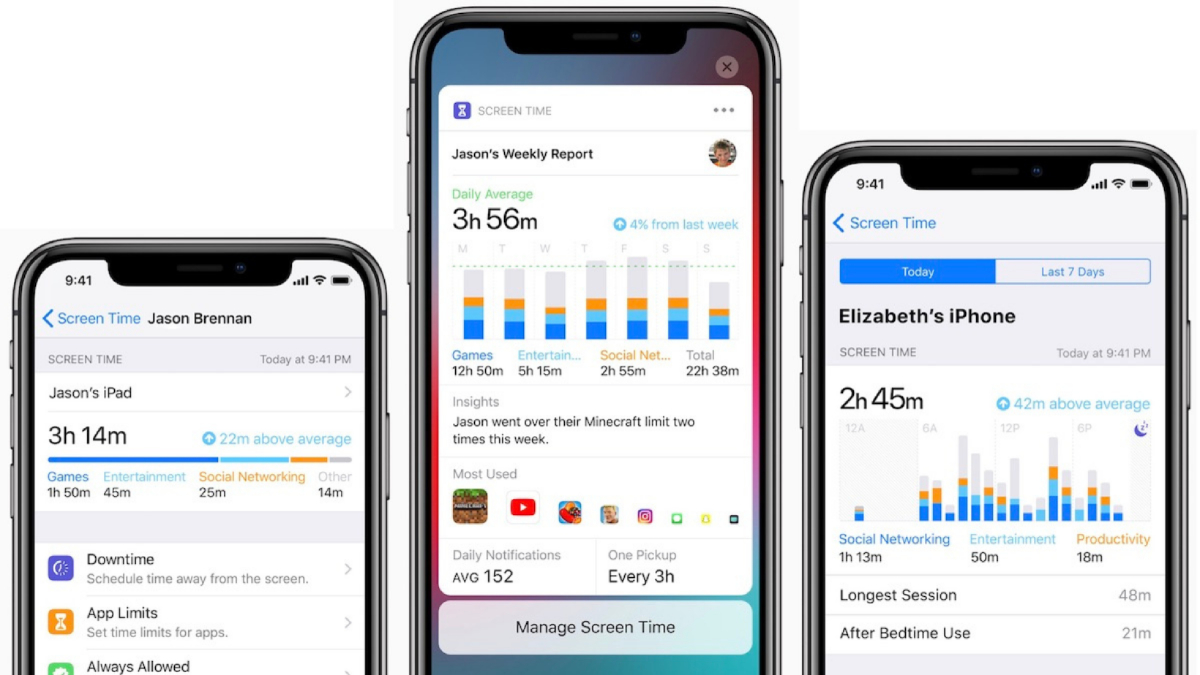 9:41
Screen Time Jason Brennan
SCREEN TIME Today at 9:41 PM
Jason's iPad
3h 14m 22m above average
Games Entertainment Social Networking Other
1h 50m 45m 25m 14m
Downtime
Schedule time away from the screen.
App Limits
Set time limits for apps.
Always Allowed
SCREEN TIME
Jason's Weekly Report
Daily Average
3h 56m 4% from last week
M T W T F S S
Games Entertain... Social Net... Total
12h 50m 5h 15m 2h 55m 22h 38m
Insights
Jason went over their Minecraft limit two
times this week.
Most Used
Daily Notifications One Pickup
AVG 152 Every 3h
Manage Screen Time
9:41
Screen Time
Today Last 7 Days
Elizabeth's iPhone
SCREEN TIME Today at 9:41 PM
2h 45m 42m above average
12A 6A 12P 6P
Social Networking Entertainment Productivity
1h 13m 50m 18m
Longest Session 48m
After Bedtime Use 21m